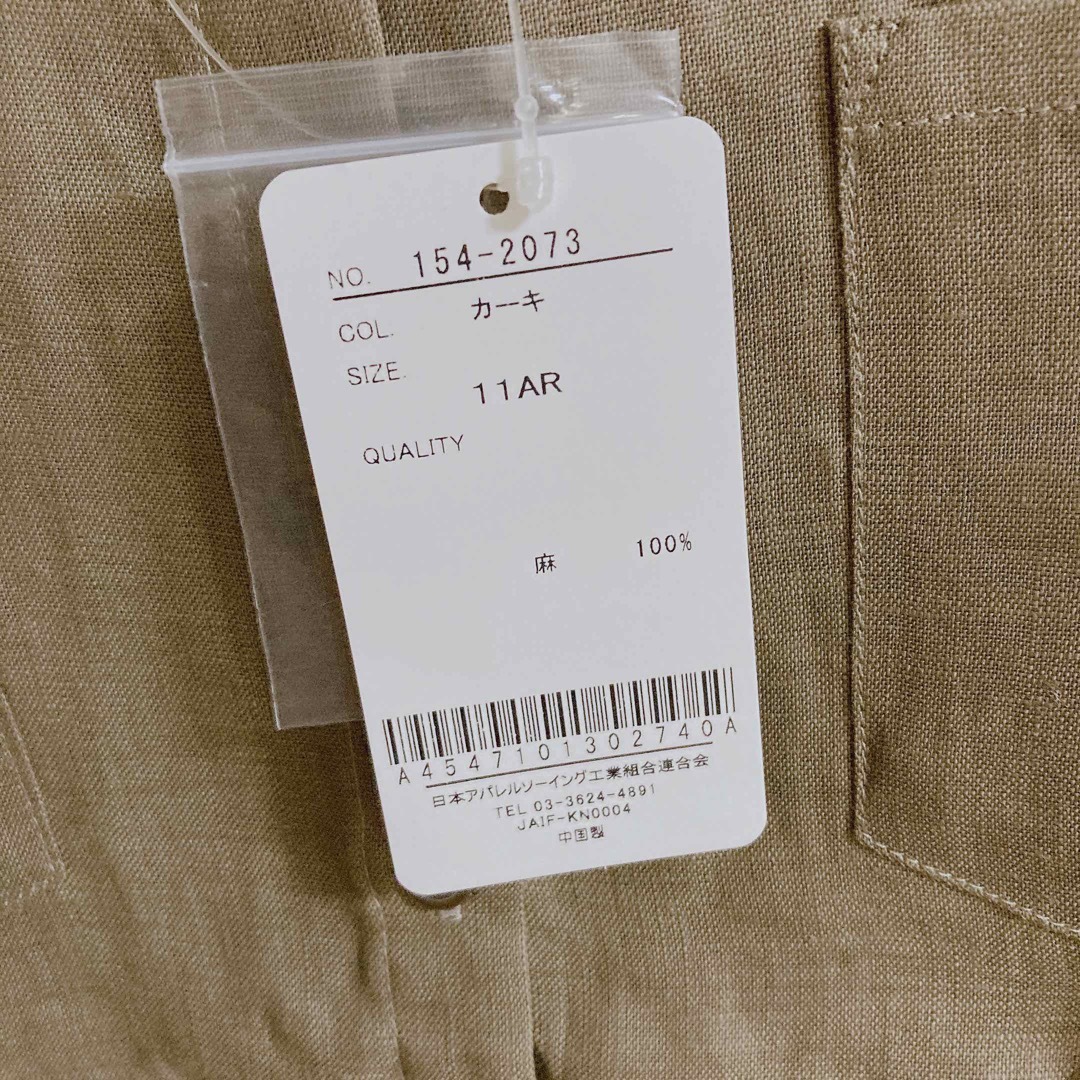 NO. 154-2073
COL. カーキ
SIZE. 11AR
QUALITY
麻 100%
A4547101302740A
日本アパレルソーイング工業組合連合会
TEL 03-3624-4891
JAIF-KN0004
中国製